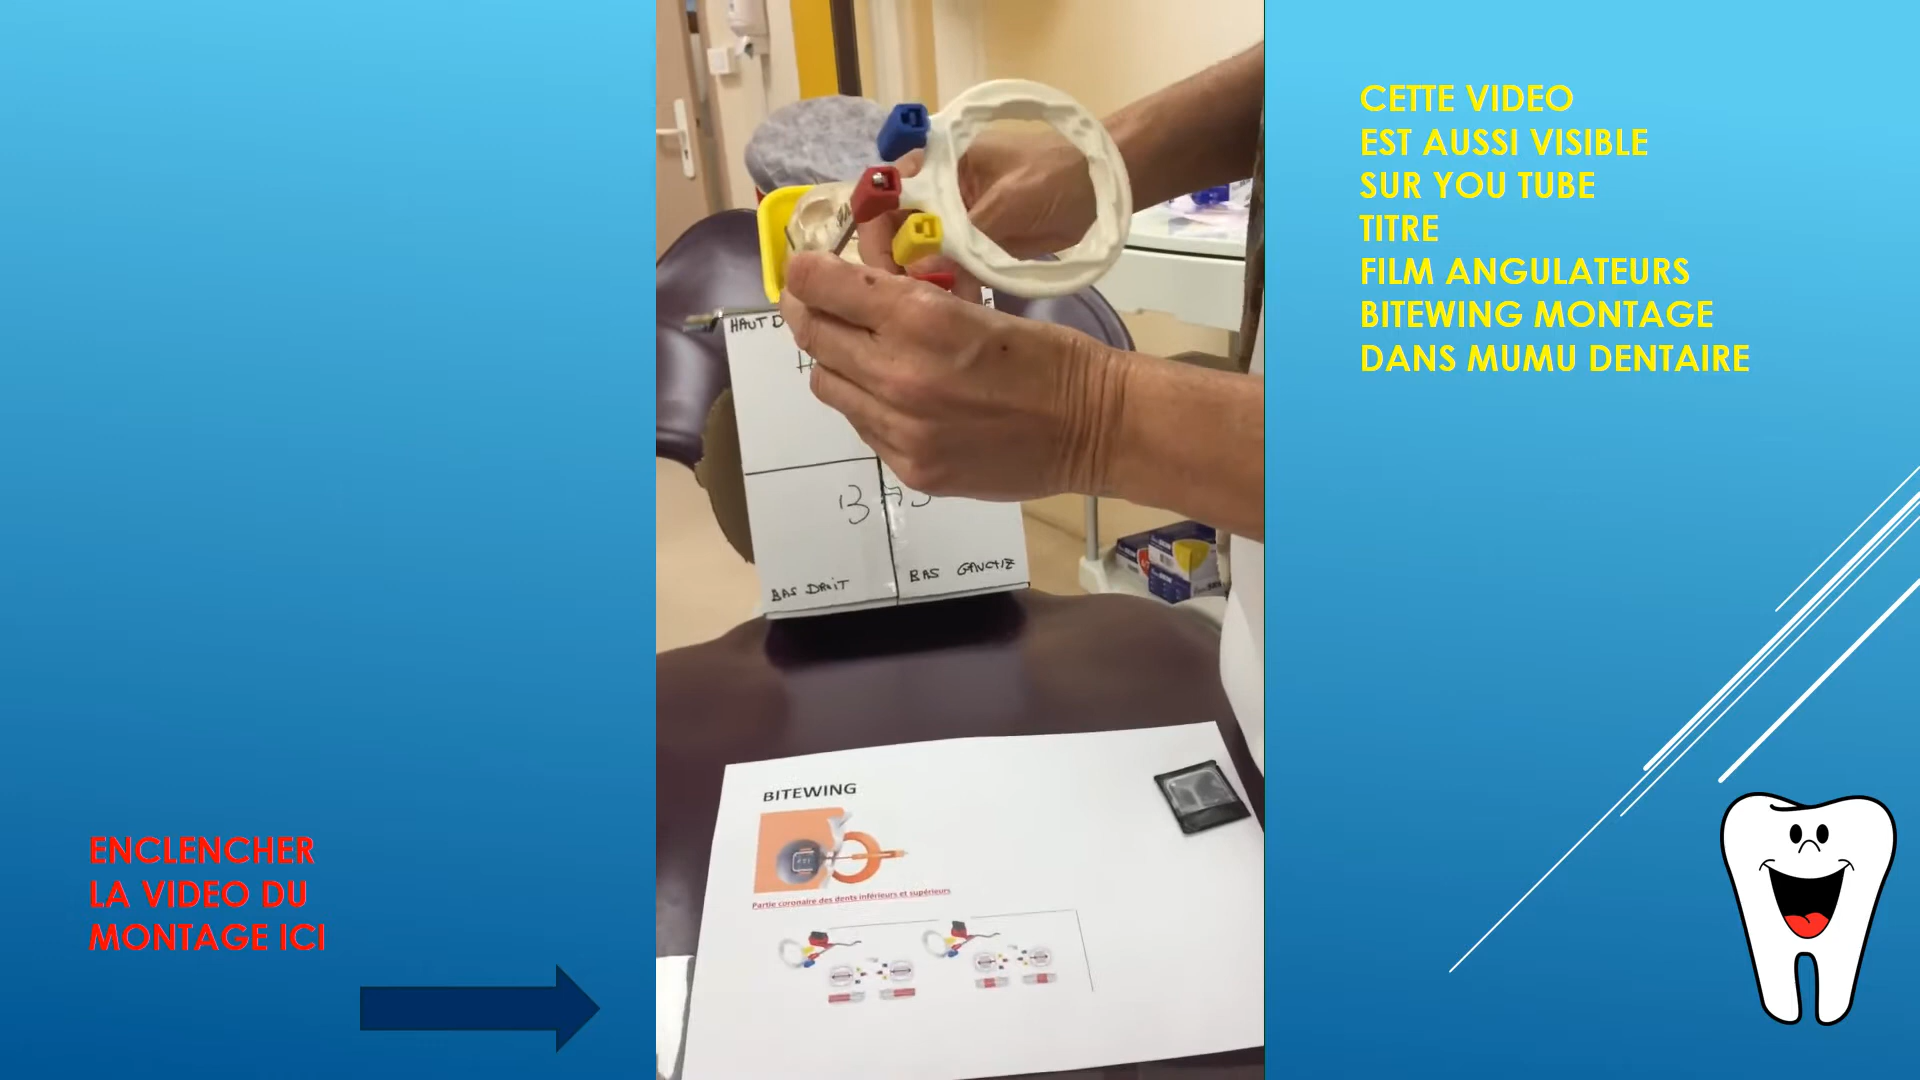 CETTE VIDEO
EST AUSSI VISIBLE
SUR YOU TUBE
TITRE
FILM ANGULATEURS
BITEWING MONTAGE
DANS MUMU DENTAIRE
ENCLENCHER
LA VIDEO DU
MONTAGE ICI
HAUT D
BAS DROIT
BAS GAUCHE
BITEWING
Partie coronaire des dents inférieurs et supérieurs